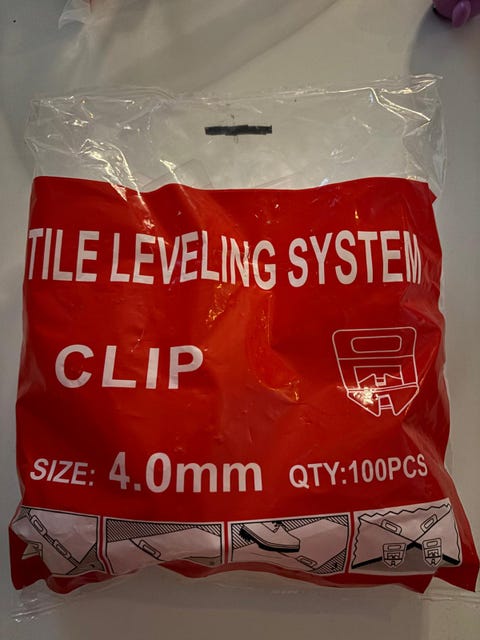 TILE LEVELING SYSTEM
CLIP
SIZE: 4.0mm QTY:100PCS